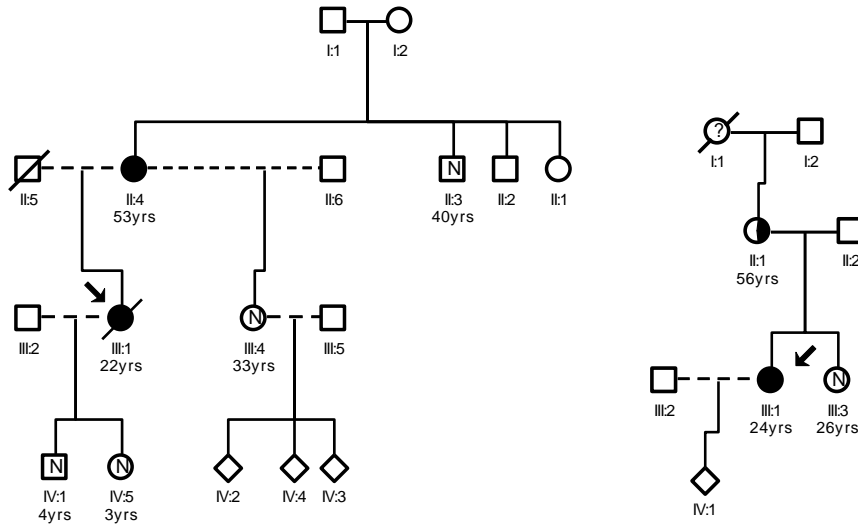 I:1 I:2
?
I:1 I:2
N
II:5 II:4 II:6 II:3 II:2 II:1
53yrs 40yrs
II:1 II:2
56yrs
N
III:2 III:1 III:4 III:5
22yrs 33yrs
N
III:2 III:1 III:3
24yrs 26yrs
N N
IV:1 IV:5 IV:2 IV:4 IV:3
4yrs 3yrs
IV:1